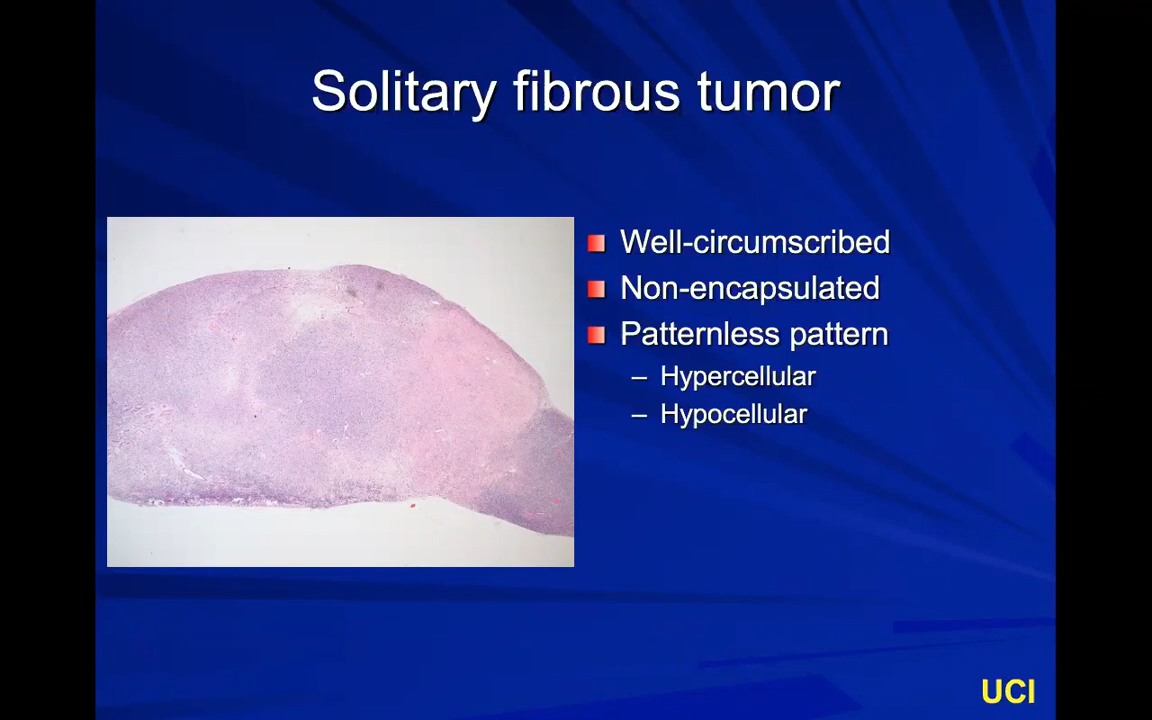 Solitary fibrous tumor
Well-circumscribed
Non-encapsulated
Patternless pattern
– Hypercellular
– Hypocellular
UCI